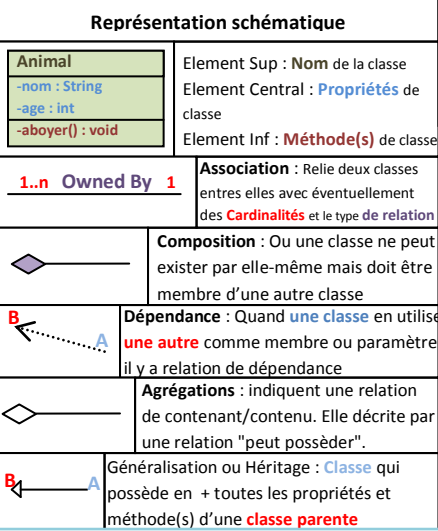 Représentation schématique
Animal
-nom : String
-age : int
-aboyer() : void
Element Sup : Nom de la classe
Element Central : Propriétés de
classe
Element Inf : Méthode(s) de classe
1..n Owned By 1
Association : Relie deux classes
entres elles avec éventuellement
des Cardinalités et le type de relation
Composition : Ou une classe ne peut
exister par elle-même mais doit être
membre d'une autre classe
B
A
Dépendance : Quand une classe en utilise
une autre comme membre ou paramètre
il y a relation de dépendance
Agrégations : indiquent une relation
de contenant/contenu. Elle décrite par
une relation "peut possèder".
B
A
Généralisation ou Héritage : Classe qui
possède en + toutes les propriétés et
méthode(s) d'une classe parente